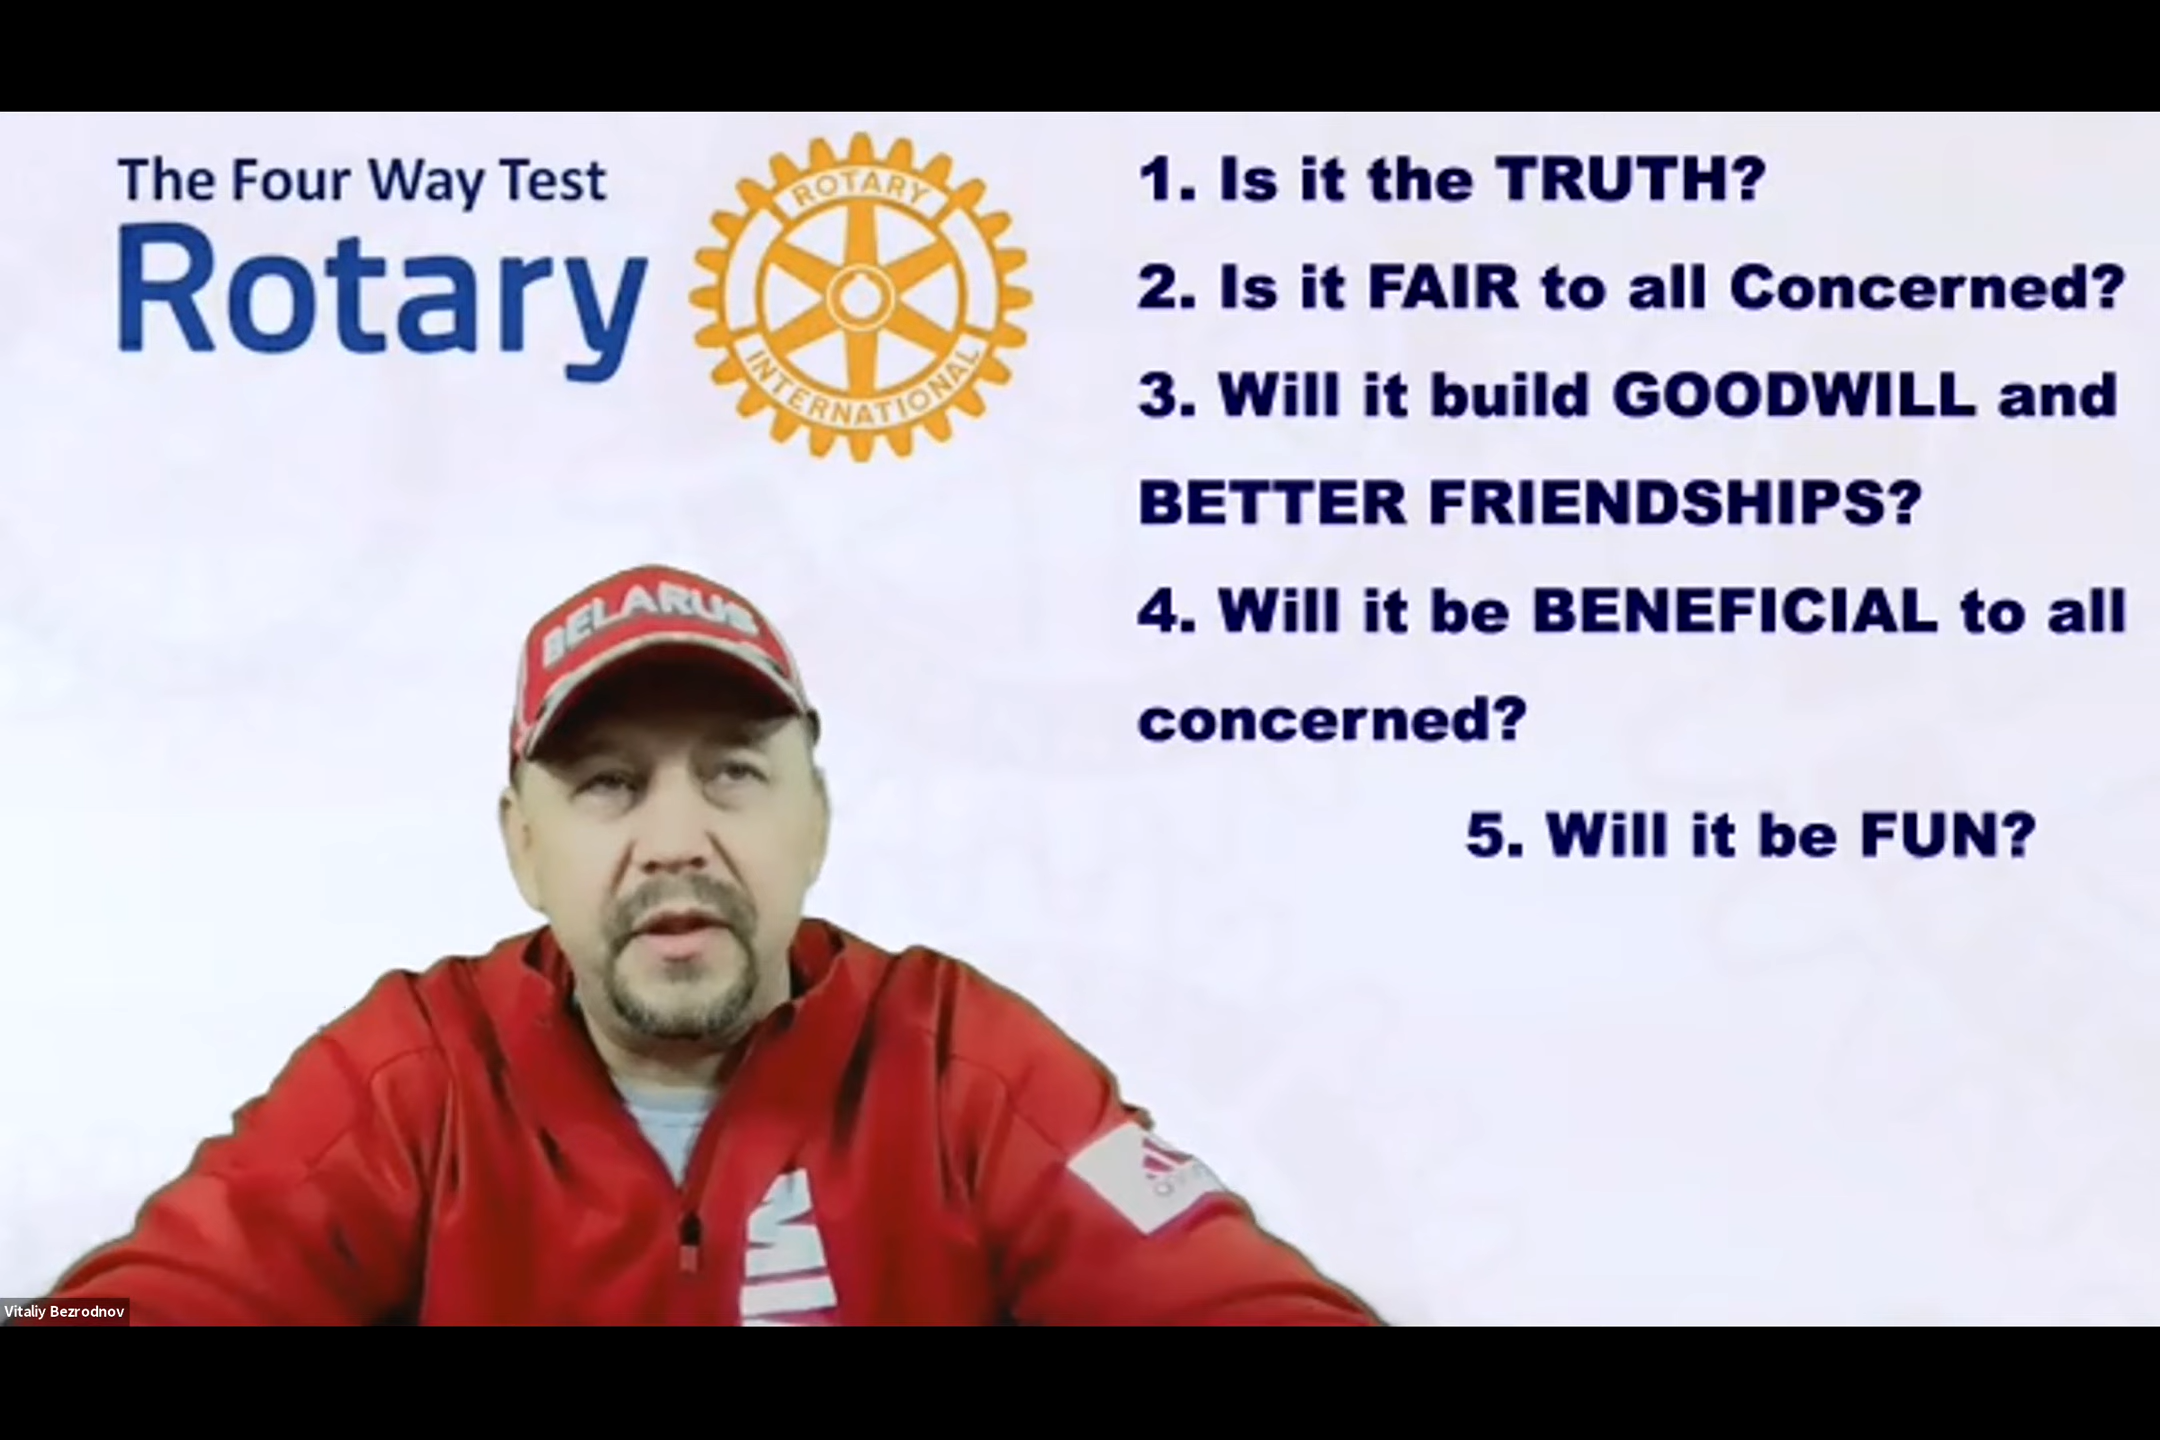 The Four Way Test
Rotary
ROTARY
INTERNATIONAL
1. Is it the TRUTH?
2. Is it FAIR to all Concerned?
3. Will it build GOODWILL and
BETTER FRIENDSHIPS?
4. Will it be BENEFICIAL to all
concerned?
5. Will it be FUN?
BELARUS
Vitaliy Bezrodnov